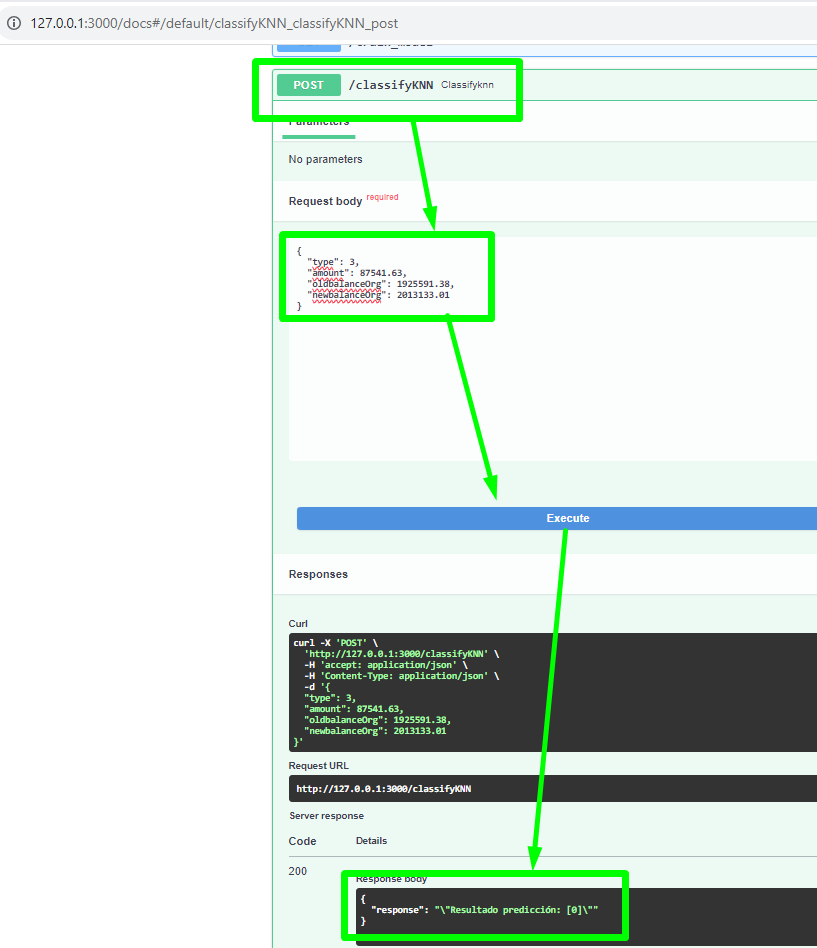 127.0.0.1:3000/docs#/default/classifyKNN_classifyKNN_post
POST /classifyKNN Classifyknn
Parameters
No parameters
Request body required
{
"type": 3,
"amount": 87541.63,
"oldbalanceOrg": 1925591.38,
"newbalanceOrg": 2013133.01
}
Execute
Responses
Curl
curl -X 'POST' \
'http://127.0.0.1:3000/classifyKNN' \
-H 'accept: application/json' \
-H 'Content-Type: application/json' \
-d '{
"type": 3,
"amount": 87541.63,
"oldbalanceOrg": 1925591.38,
"newbalanceOrg": 2013133.01
}'
Request URL
http://127.0.0.1:3000/classifyKNN
Server response
Code Details
200
Response body
{
"response": "\"Resultado predicción: [0]\""
}